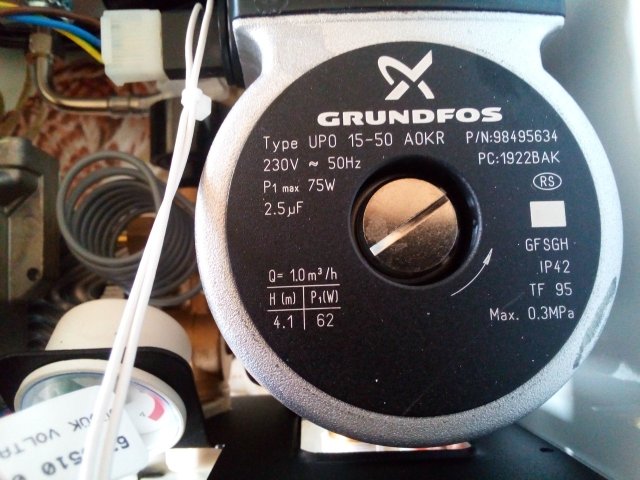 GRUNDFOS
Type UPO 15-50 AOKR P/N:98495634
230V ~ 50Hz PC:1922BAK
P1 max 75W
2.5µF
RS
GFSGH
IP42
TF 95
Max. 0.3MPa
Q= 1.0m³/h
H (m) P1(W)
4.1 62
VOLTA